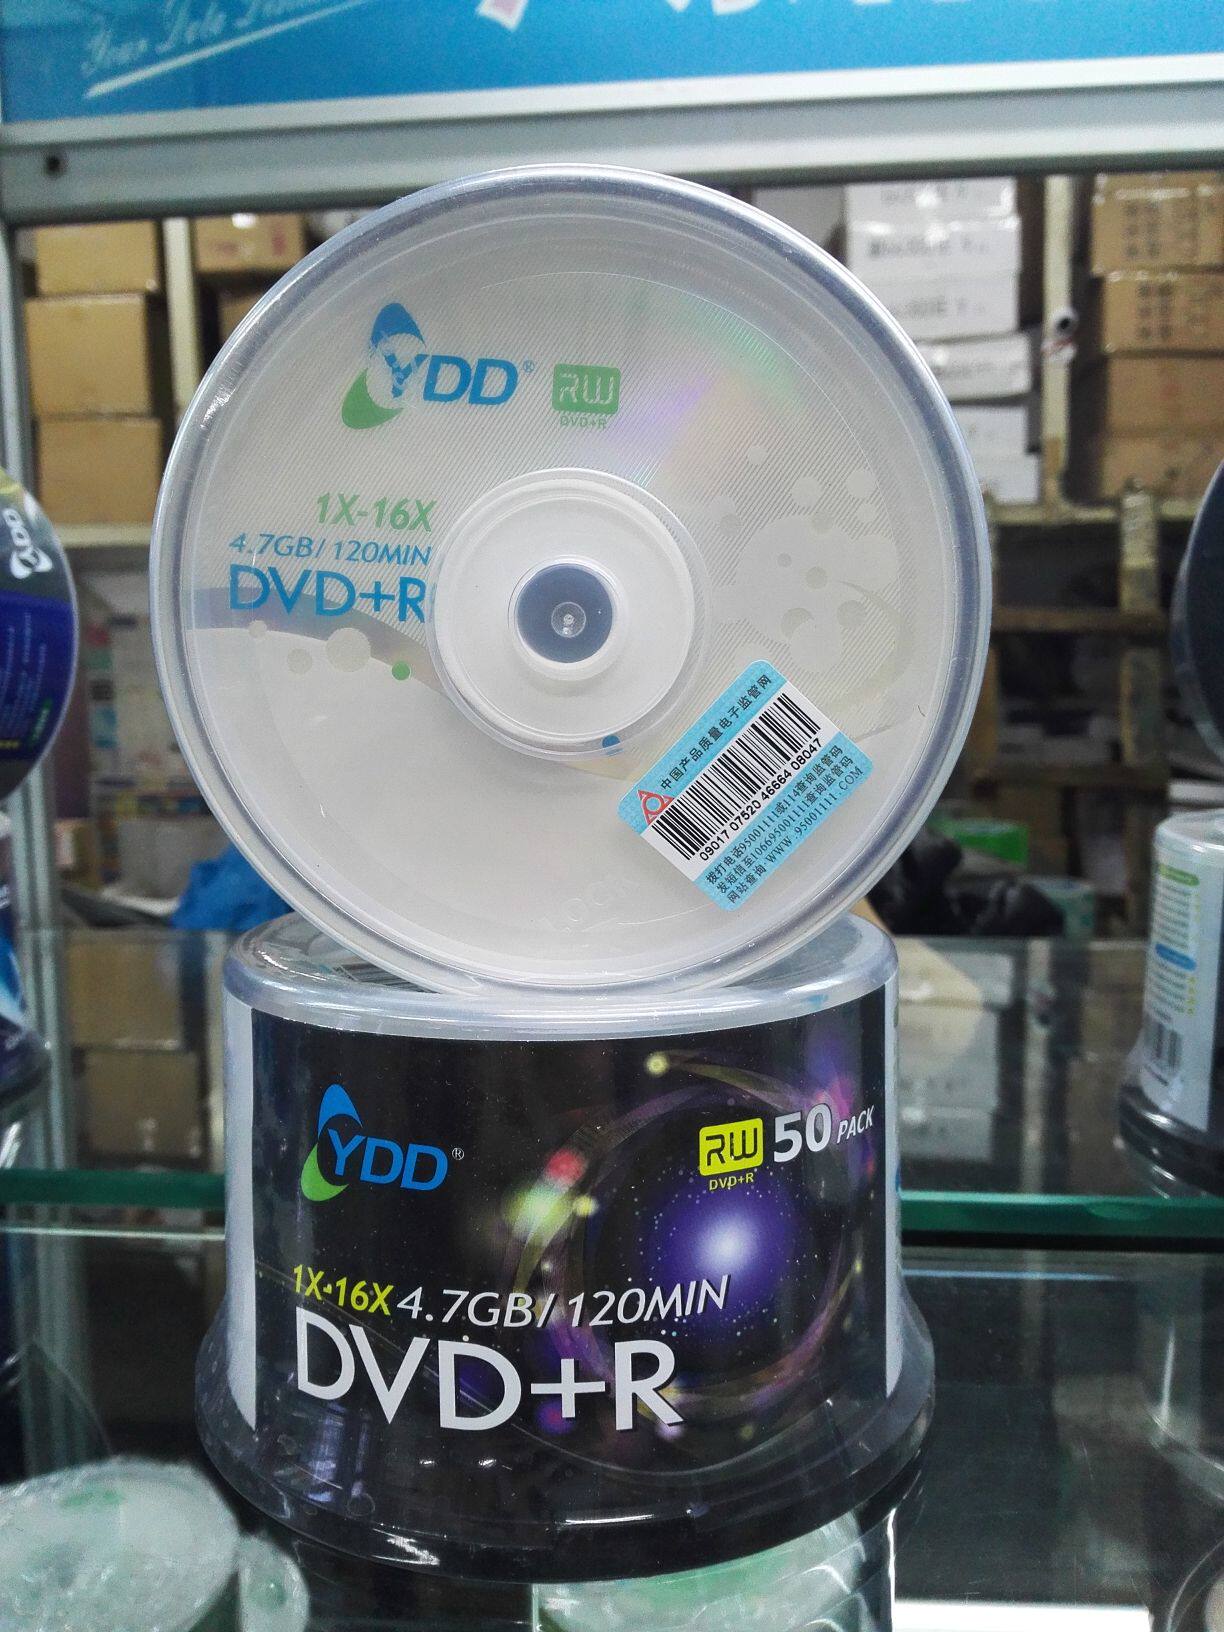 Your Data
YDD®
RW
DVD+R
1X-16X
4.7GB/120MIN
DVD+R
中国产品质量电子监管网
09017 07520 46664 08047
拨打电话95001111或114查询监管码
发短信至106695001111查询监管码
网站查询:WWW.95001111.COM
YDD®
RW 50 PACK
DVD+R
1X-16X 4.7GB/120MIN
DVD+R
YDD